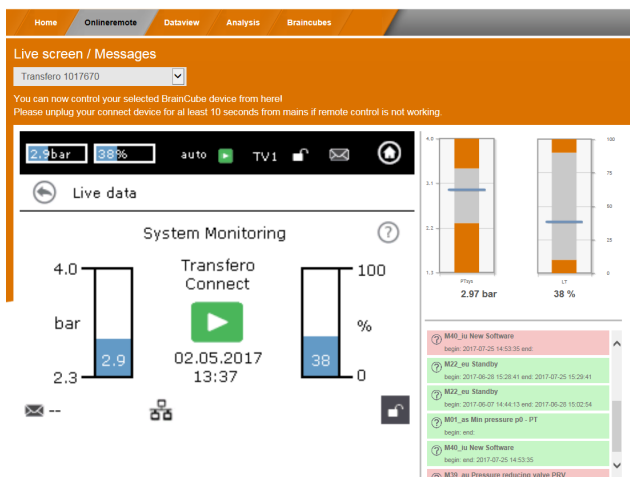 Home Onlineremote Dataview Analysis Braincubes
Live screen / Messages
Transfero 1017670
You can now control your selected BrainCube device from here!
Please unplug your connect device for al least 10 seconds from mains if remote control is not working.
2.9bar 38% auto TV1
Live data
System Monitoring ?
4.0 Transfero 100
Connect
bar %
2.9 02.05.2017 38
2.3 13:37 0
--
4.0 100
75
3.1
50
2.2
25
1.3 0
PTsys LT
2.97 bar 38 %
? M40_iu New Software
begin: 2017-07-25 14:53:35 end:
? M22_eu Standby
begin: 2017-06-28 15:28:41 end: 2017-07-25 15:29:41
? M22_eu Standby
begin: 2017-06-07 14:44:13 end: 2017-06-28 15:02:54
? M01_as Min pressure p0 - PT
begin: end:
? M40_iu New Software
begin: end: 2017-07-25 14:53:35
? M39_au Pressure reducing valve PRV